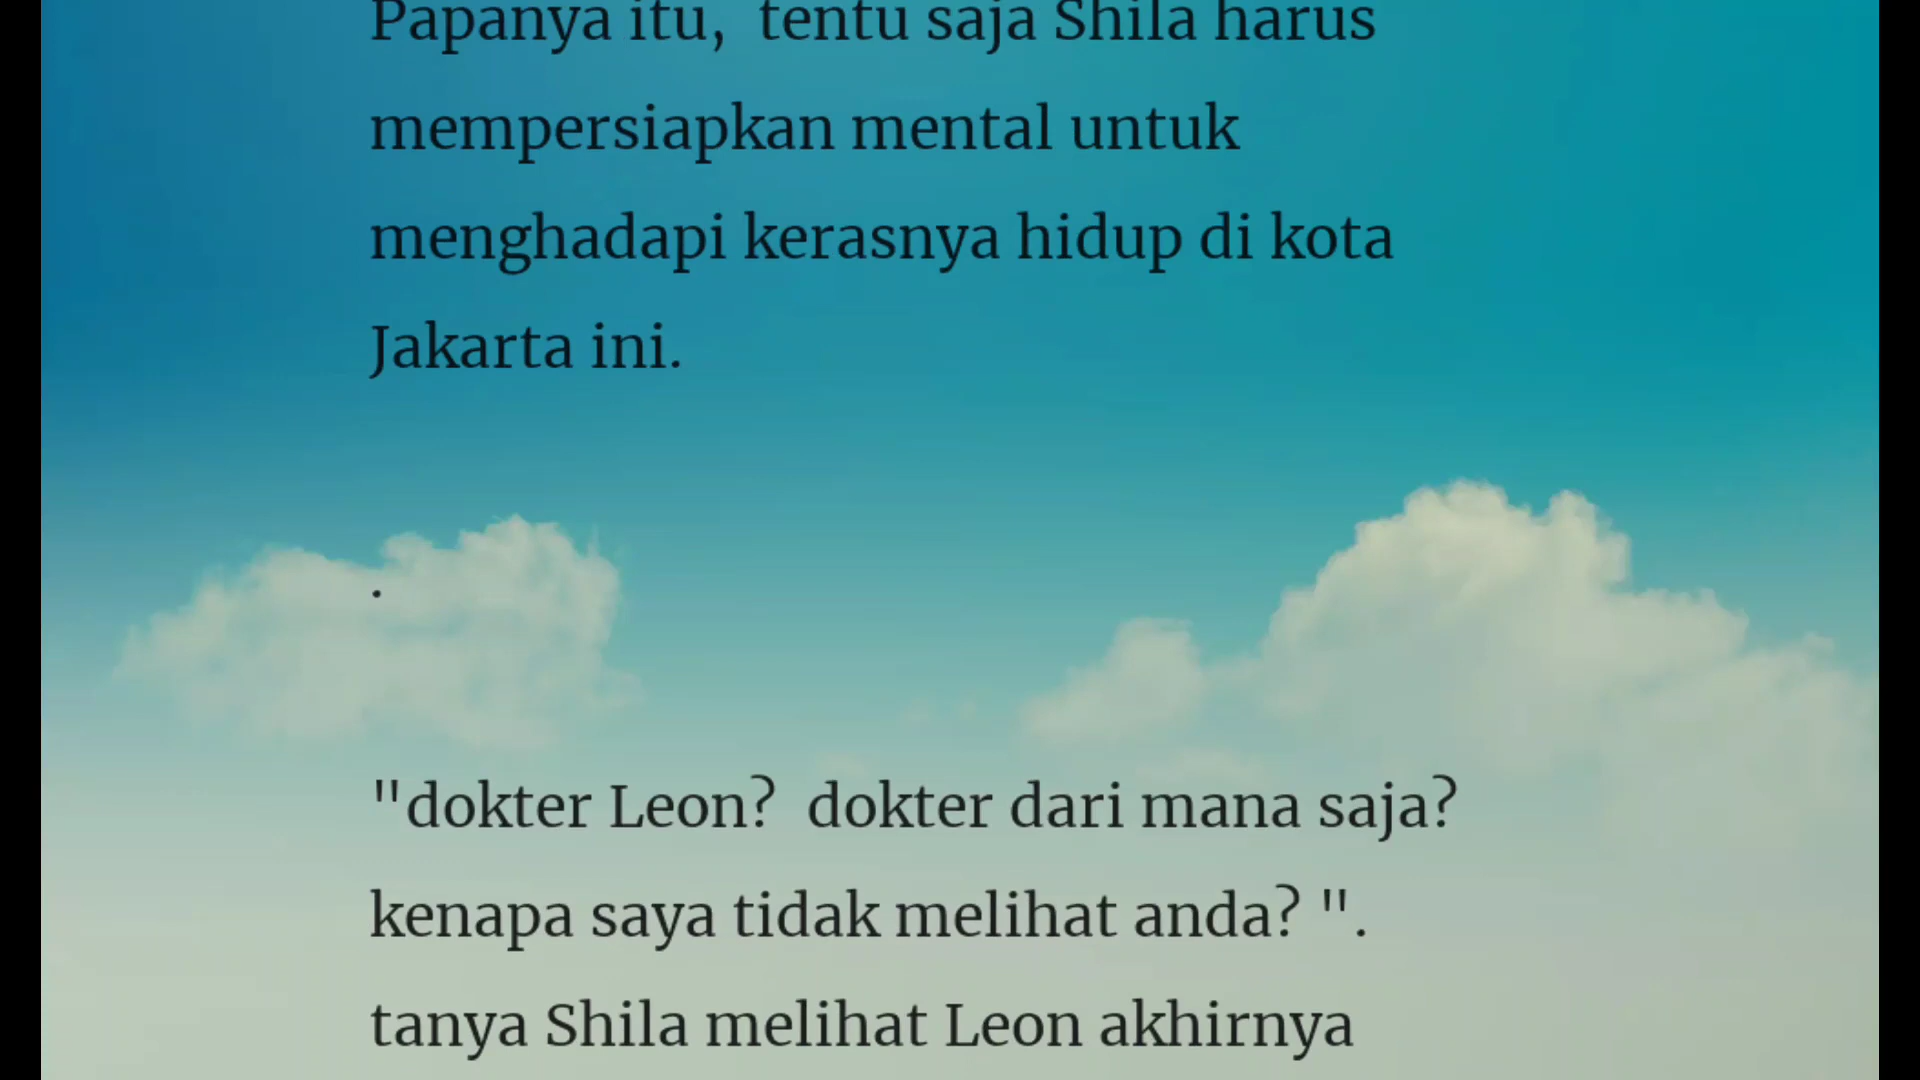 Papanya itu,  tentu saja Shila harus
mempersiapkan mental untuk
menghadapi kerasnya hidup di kota
Jakarta ini.
.
"dokter Leon?  dokter dari mana saja?
kenapa saya tidak melihat anda? ".
tanya Shila melihat Leon akhirnya